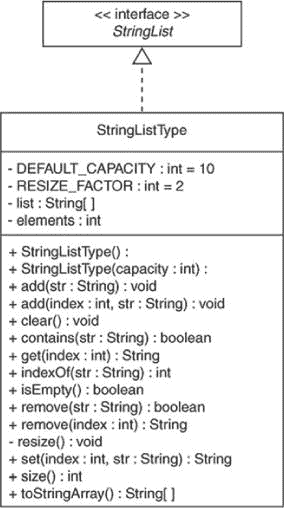 << interface >>
StringList
StringListType
- DEFAULT_CAPACITY : int = 10
- RESIZE_FACTOR : int = 2
- list : String[ ]
- elements : int
+ StringListType() :
+ StringListType(capacity : int) :
+ add(str : String) : void
+ add(index : int, str : String) : void
+ clear() : void
+ contains(str : String) : boolean
+ get(index : int) : String
+ indexOf(str : String) : int
+ isEmpty() : boolean
+ remove(str : String) : boolean
+ remove(index : int) : String
- resize() : void
+ set(index : int, str : String) : String
+ size() : int
+ toStringArray() : String[ ]